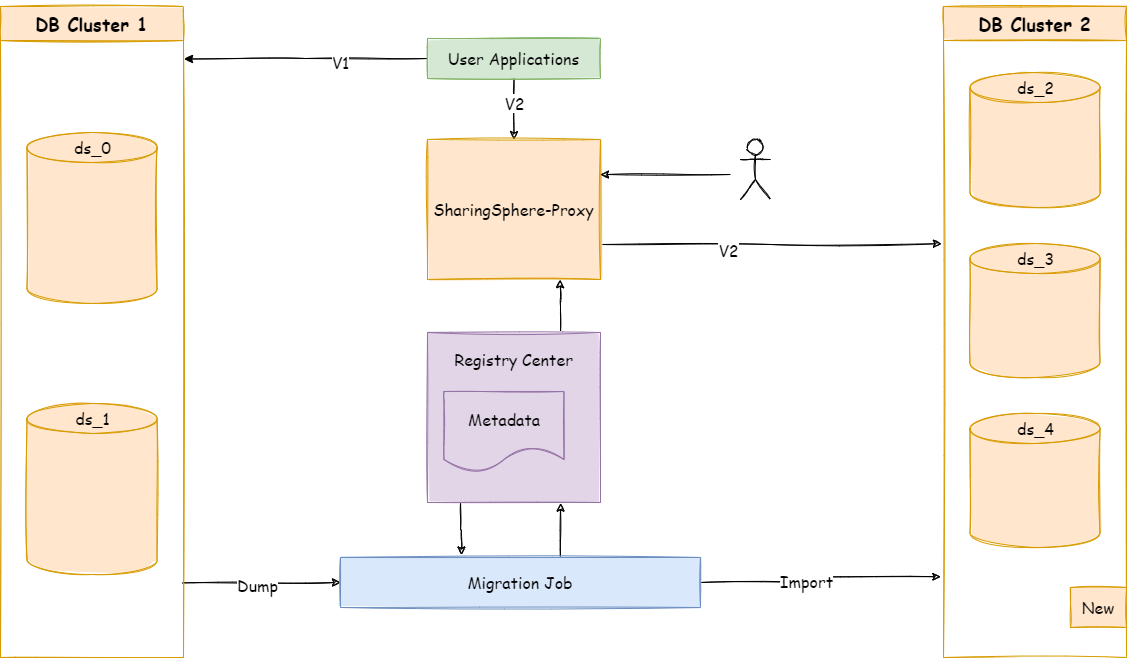 DB Cluster 1
DB Cluster 2
User Applications
V1
ds_2
V2
ds_0
SharingSphere-Proxy
V2
ds_3
Registry Center
Metadata
ds_1
ds_4
Dump
Migration Job
Import
New